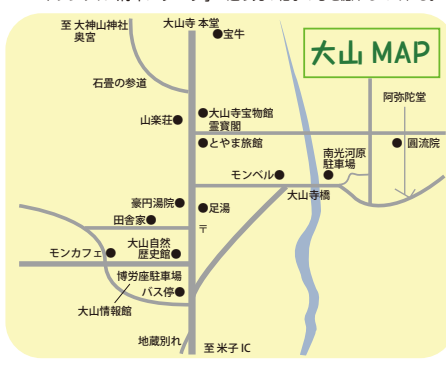 至 大神山神社
奥宮
大山寺 本堂
宝牛
大山 MAP
石畳の参道
阿弥陀堂
山楽荘
大山寺宝物館
霊寶閣
とやま旅館
圓流院
南光河原
駐車場
モンベル
大山寺橋
豪円湯院
足湯
田舎家
〒
モンカフェ
大山自然
歴史館
博労座駐車場
バス停
大山情報館
地蔵別れ
至 米子 IC